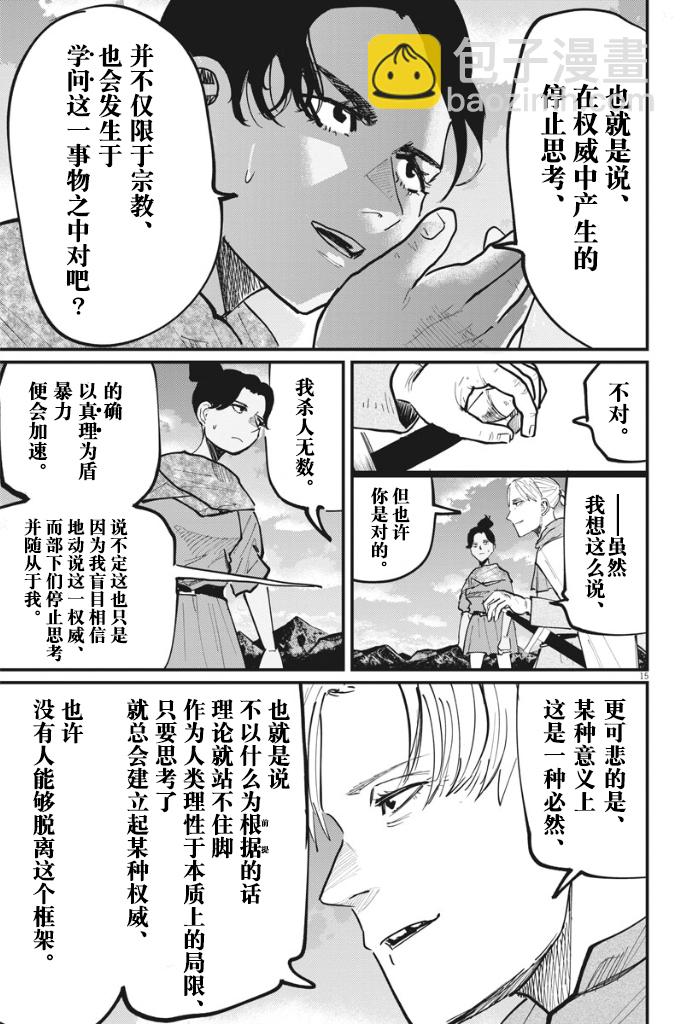 也就是说、
在权威中产生的
停止思考、
并不仅限于宗教、
也会发生于
学问这一事物之中对吧？
包子漫畫
baozimh.com
不对。
——虽然
我想这么说、
但也许
你是对的。
我杀人无数。
的确
以真理为盾
暴力
便会加速。
说不定这也只是
因为我盲目相信
地动说这一权威、
而部下们停止思考
并随从于我。
15
更可悲的是、
某种意义上
这是一种必然、
也就是说
不以什么为根据的话
前提
理论就站不住脚
作为人类理性于本质上的局限、
只要思考了
就总会建立起某种权威、
也许
没有人能够脱离这个框架。